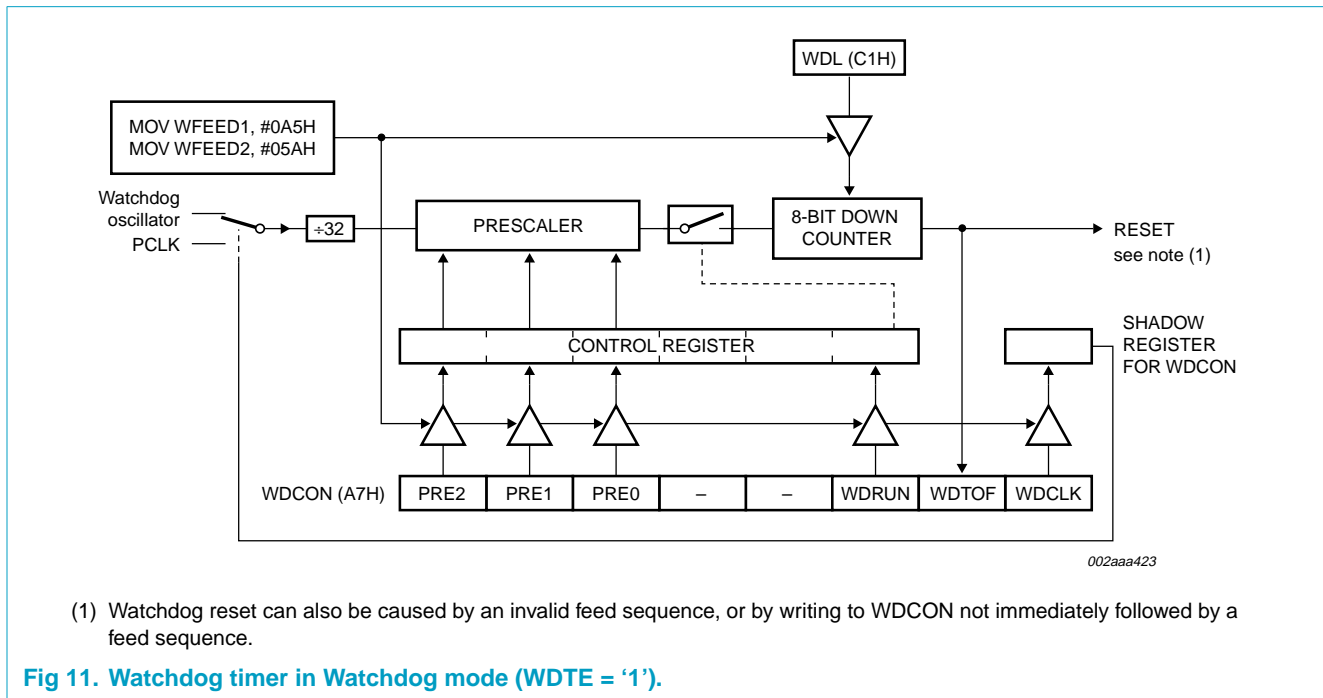 WDL (C1H)
MOV WFEED1, #0A5H
MOV WFEED2, #05AH
Watchdog
oscillator
PCLK
÷32
PRESCALER
8-BIT DOWN
COUNTER
RESET
see note (1)
CONTROL REGISTER
SHADOW
REGISTER
FOR WDCON
WDCON (A7H)
PRE2
PRE1
PRE0
–
–
WDRUN
WDTOF
WDCLK
002aaa423
(1) Watchdog reset can also be caused by an invalid feed sequence, or by writing to WDCON not immediately followed by a
feed sequence.
Fig 11. Watchdog timer in Watchdog mode (WDTE = ‘1’).